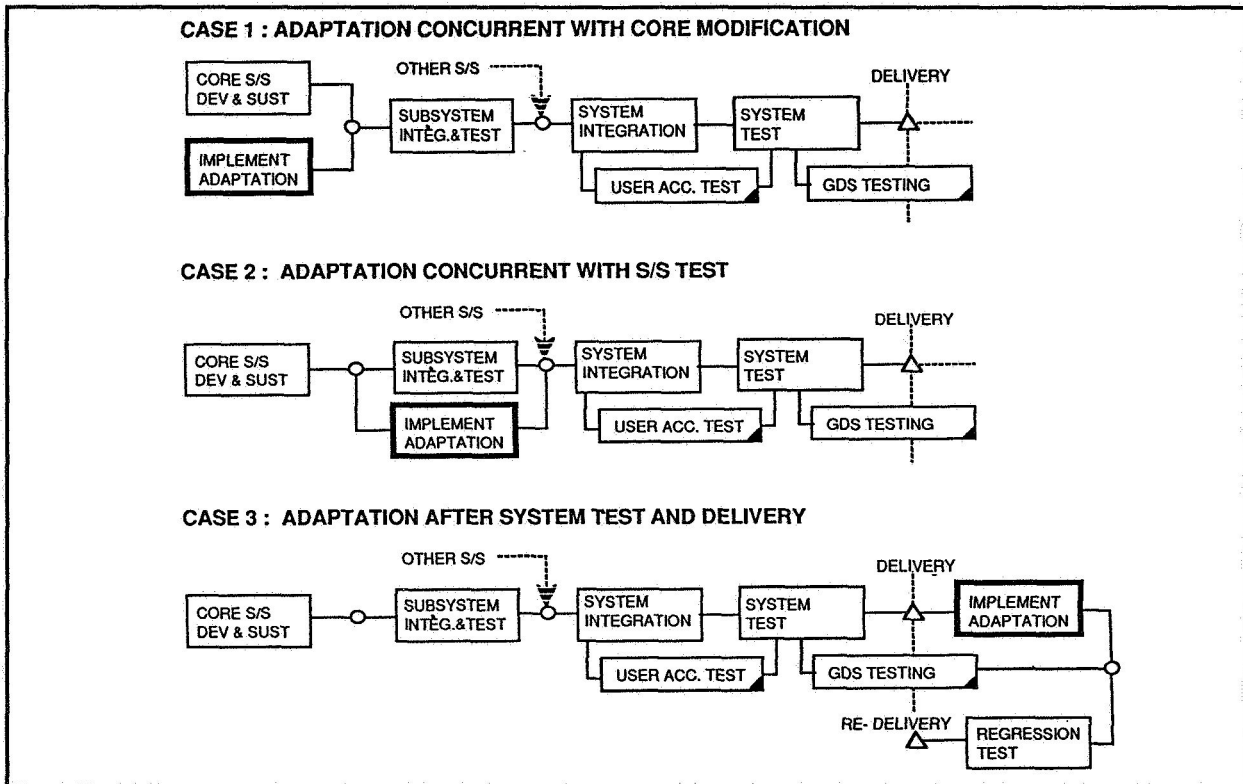 CASE 1 : ADAPTATION CONCURRENT WITH CORE MODIFICATION
OTHER S/S
DELIVERY
CORE S/S
DEV & SUST
SUBSYSTEM
INTEG.&TEST
SYSTEM
INTEGRATION
SYSTEM
TEST
IMPLEMENT
ADAPTATION
USER ACC. TEST
GDS TESTING
CASE 2 : ADAPTATION CONCURRENT WITH S/S TEST
OTHER S/S
DELIVERY
CORE S/S
DEV & SUST
SUBSYSTEM
INTEG.&TEST
SYSTEM
INTEGRATION
SYSTEM
TEST
IMPLEMENT
ADAPTATION
USER ACC. TEST
GDS TESTING
CASE 3 : ADAPTATION AFTER SYSTEM TEST AND DELIVERY
OTHER S/S
DELIVERY
CORE S/S
DEV & SUST
SUBSYSTEM
INTEG.&TEST
SYSTEM
INTEGRATION
SYSTEM
TEST
IMPLEMENT
ADAPTATION
USER ACC. TEST
GDS TESTING
RE- DELIVERY
REGRESSION
TEST